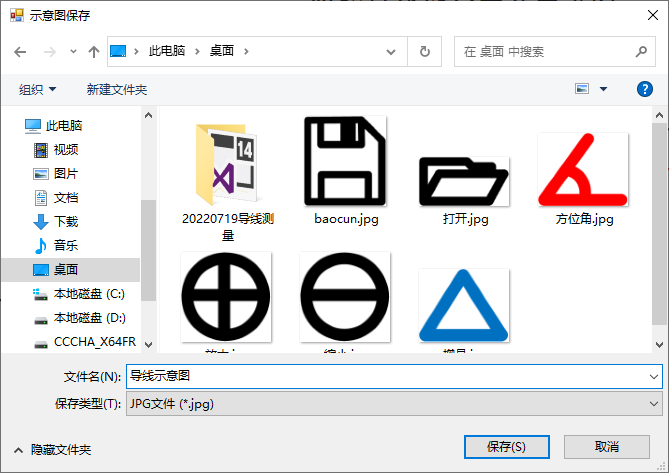 示意图保存
此电脑
桌面
在 桌面 中搜索
组织
新建文件夹
此电脑
视频
图片
文档
下载
音乐
桌面
本地磁盘 (C:)
本地磁盘 (D:)
CCCHA_X64FR
14
20220719导线测
量
baocun.jpg
打开.jpg
方位角.jpg
文件名(N):
导线示意图
保存类型(T):
JPG文件 (*.jpg)
隐藏文件夹
保存(S)
取消